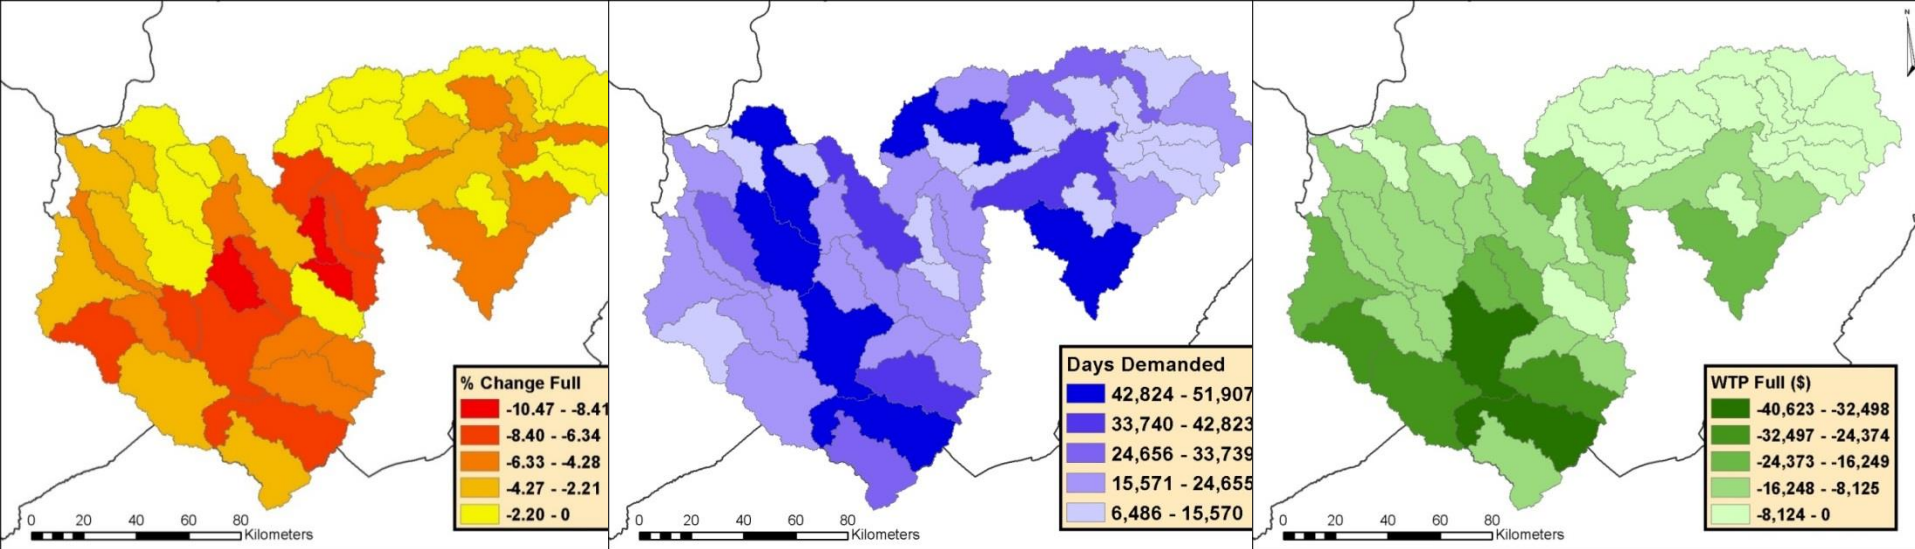 % Change Full
-10.47 - -8.41
-8.40 - -6.34
-6.33 - -4.28
-4.27 - -2.21
-2.20 - 0
0 20 40 60 80
Kilometers
Days Demanded
42,824 - 51,907
33,740 - 42,823
24,656 - 33,739
15,571 - 24,655
6,486 - 15,570
0 20 40 60 80
Kilometers
N
WTP Full ($)
-40,623 - -32,498
-32,497 - -24,374
-24,373 - -16,249
-16,248 - -8,125
-8,124 - 0
0 20 40 60 80
Kilometers